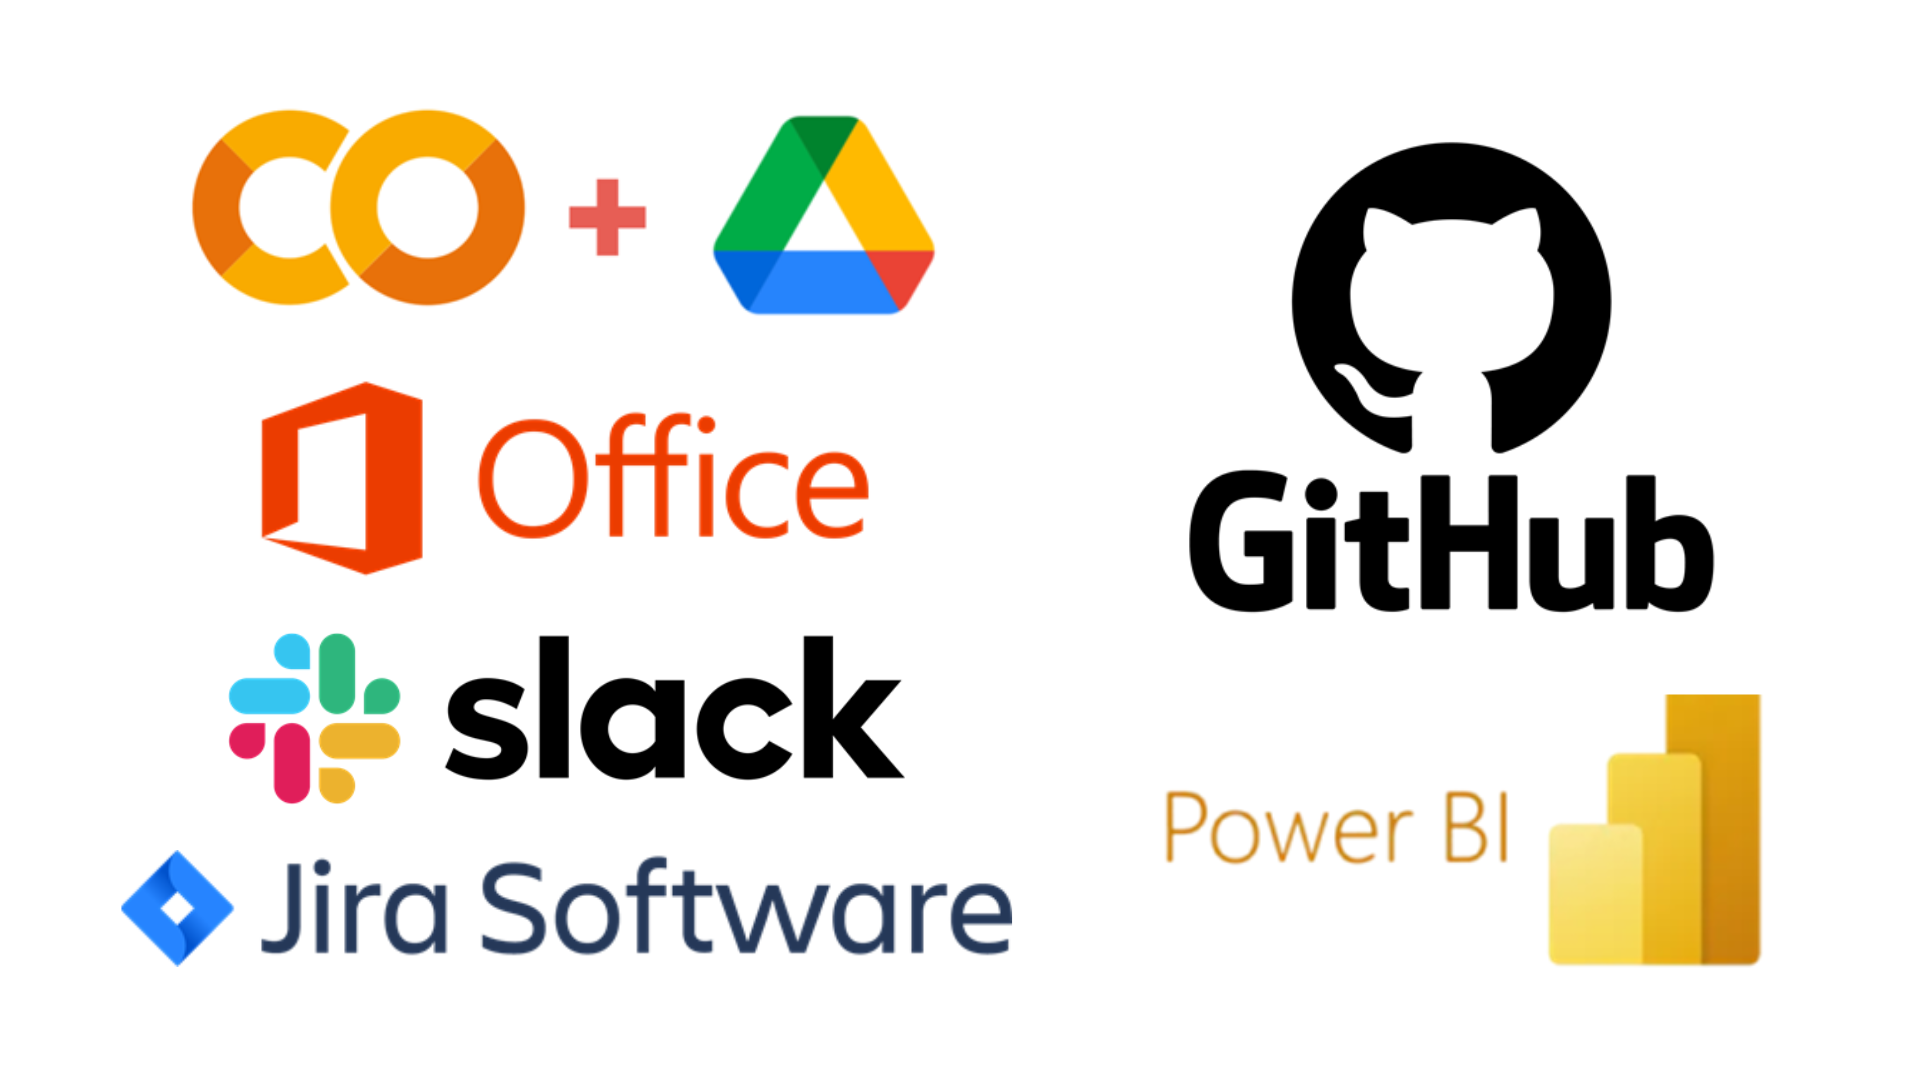 CO +
Office
slack
Jira Software
GitHub
Power BI